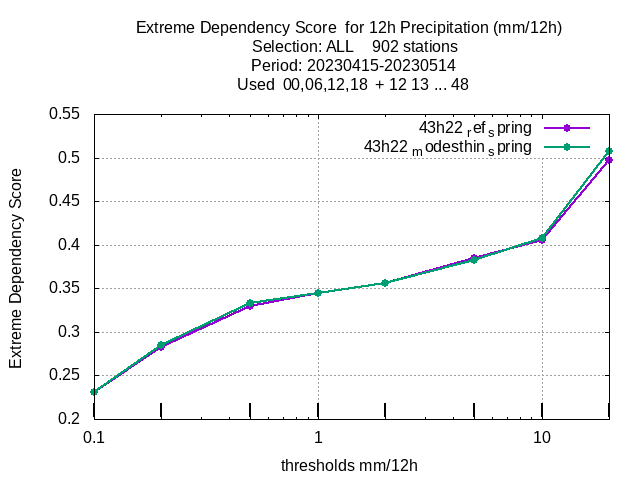 Extreme Dependency Score  for 12h Precipitation (mm/12h)
Selection: ALL    902 stations
Period: 20230415-20230514
Used  00,06,12,18  + 12 13 ... 48
43h22 ref spring
43h22 modesthin spring
Extreme Dependency Score
0.55
0.5
0.45
0.4
0.35
0.3
0.25
0.2
0.1
1
10
thresholds mm/12h